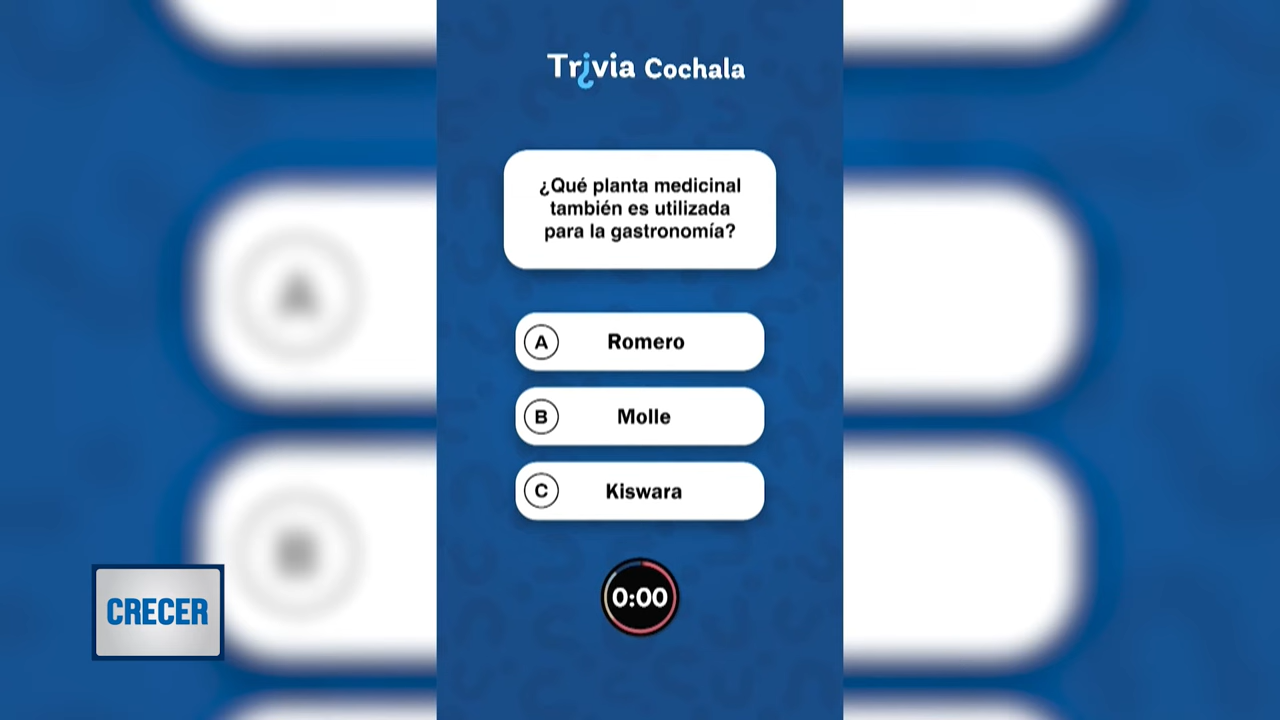 Trivia Cochala
¿Qué planta medicinal
también es utilizada
para la gastronomía?
A Romero
B Molle
C Kiswara
0:00
CRECER
A
B